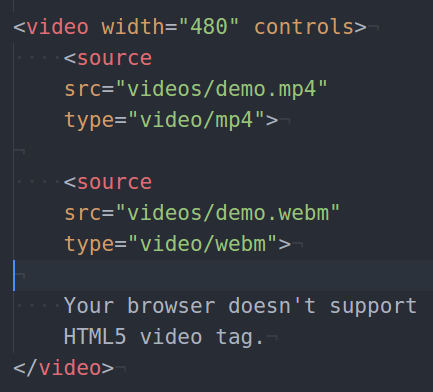 <video width="480" controls>
<source
src="videos/demo.mp4"
type="video/mp4">
<source
src="videos/demo.webm"
type="video/webm">
Your browser doesn't support
HTML5 video tag.
</video>